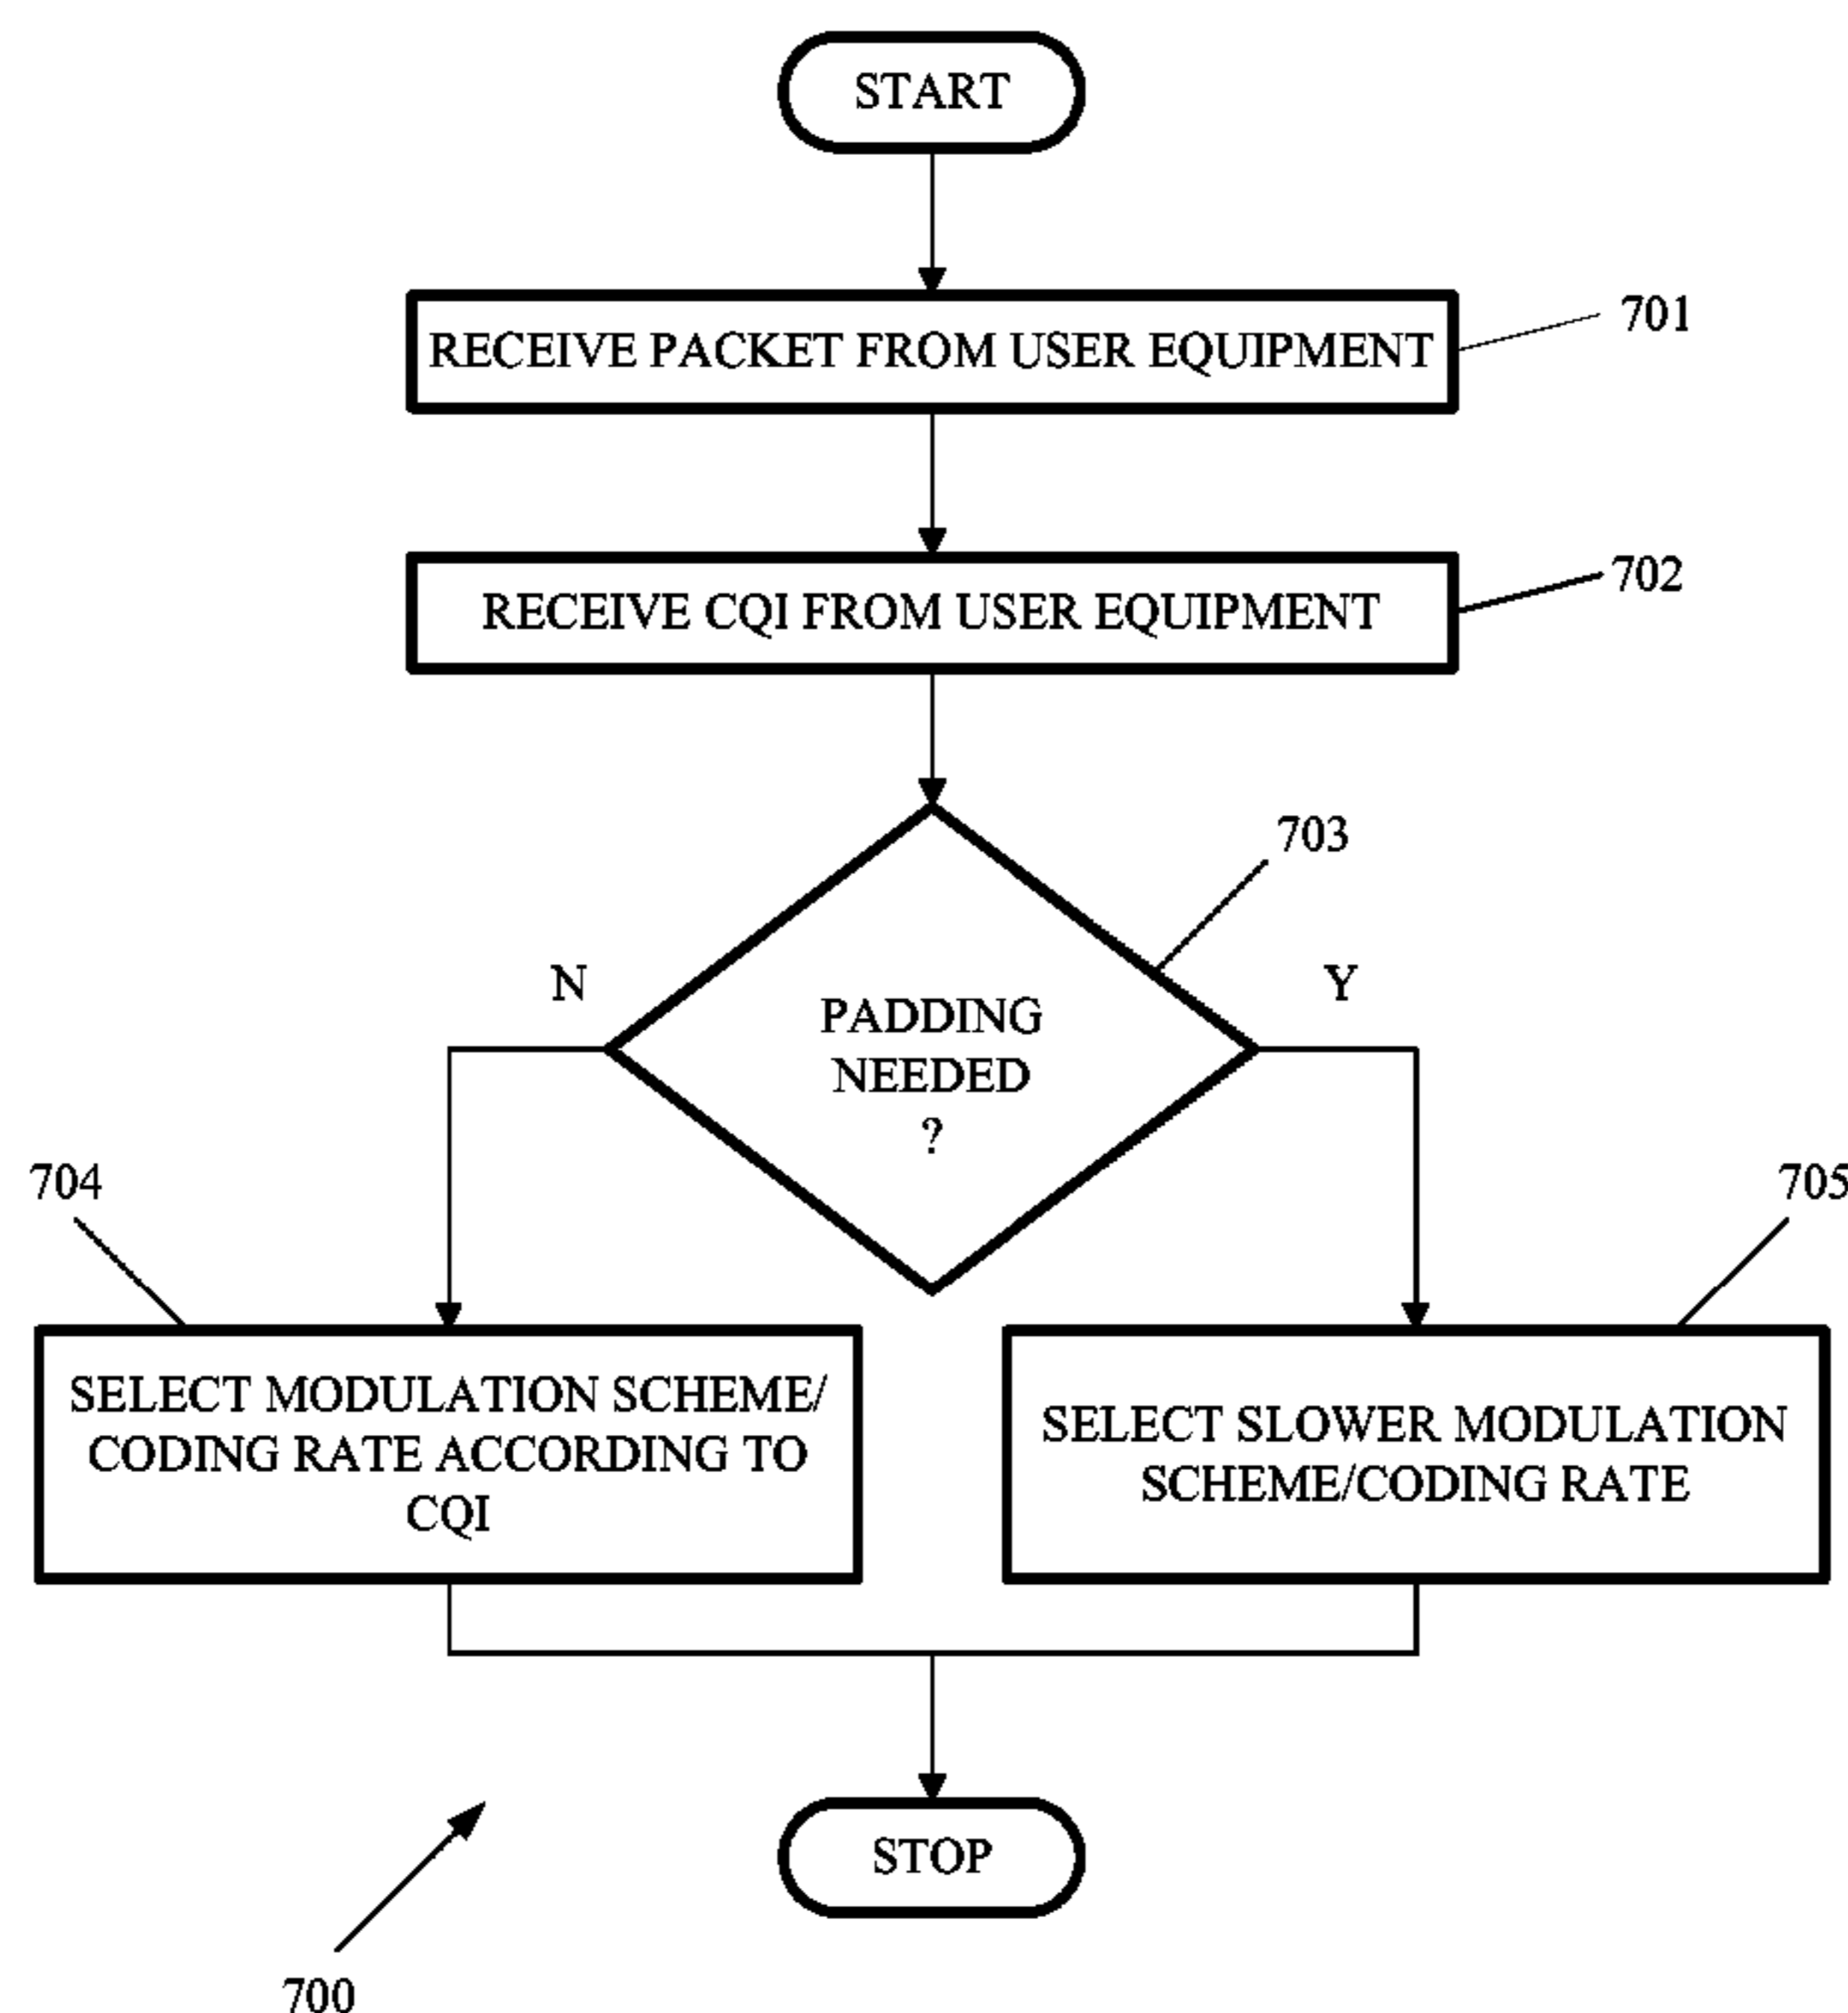 START
RECEIVE PACKET FROM USER EQUIPMENT
701
RECEIVE CQI FROM USER EQUIPMENT
702
703
N
Y
PADDING
NEEDED
?
704
705
SELECT MODULATION SCHEME/
CODING RATE ACCORDING TO
CQI
SELECT SLOWER MODULATION
SCHEME/CODING RATE
STOP
700